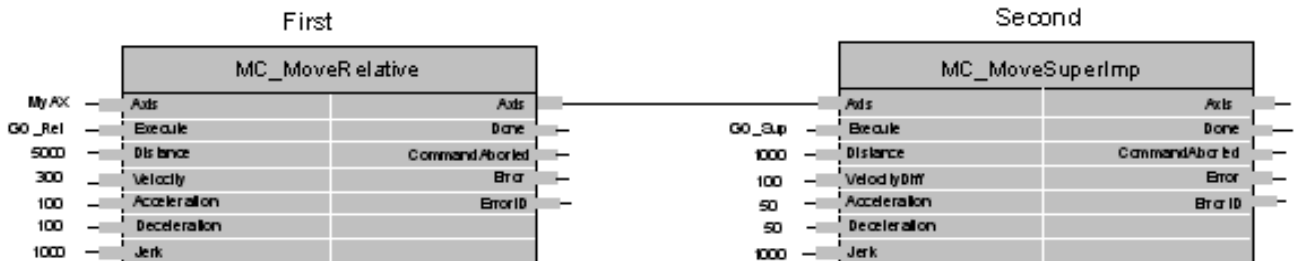 First
Second
MC_MoveRelative
MC_MoveSuperImp
MyAX Axis Axis Axis Axis
GO_Rel Execute Done GO_Sup Execute Done
5000 Distance CommandAborted 1000 Distance CommandAborted
300 Velocity Error 100 VelocityDiff Error
100 Acceleration ErrorID 50 Acceleration ErrorID
100 Deceleration 50 Deceleration
1000 Jerk 1000 Jerk